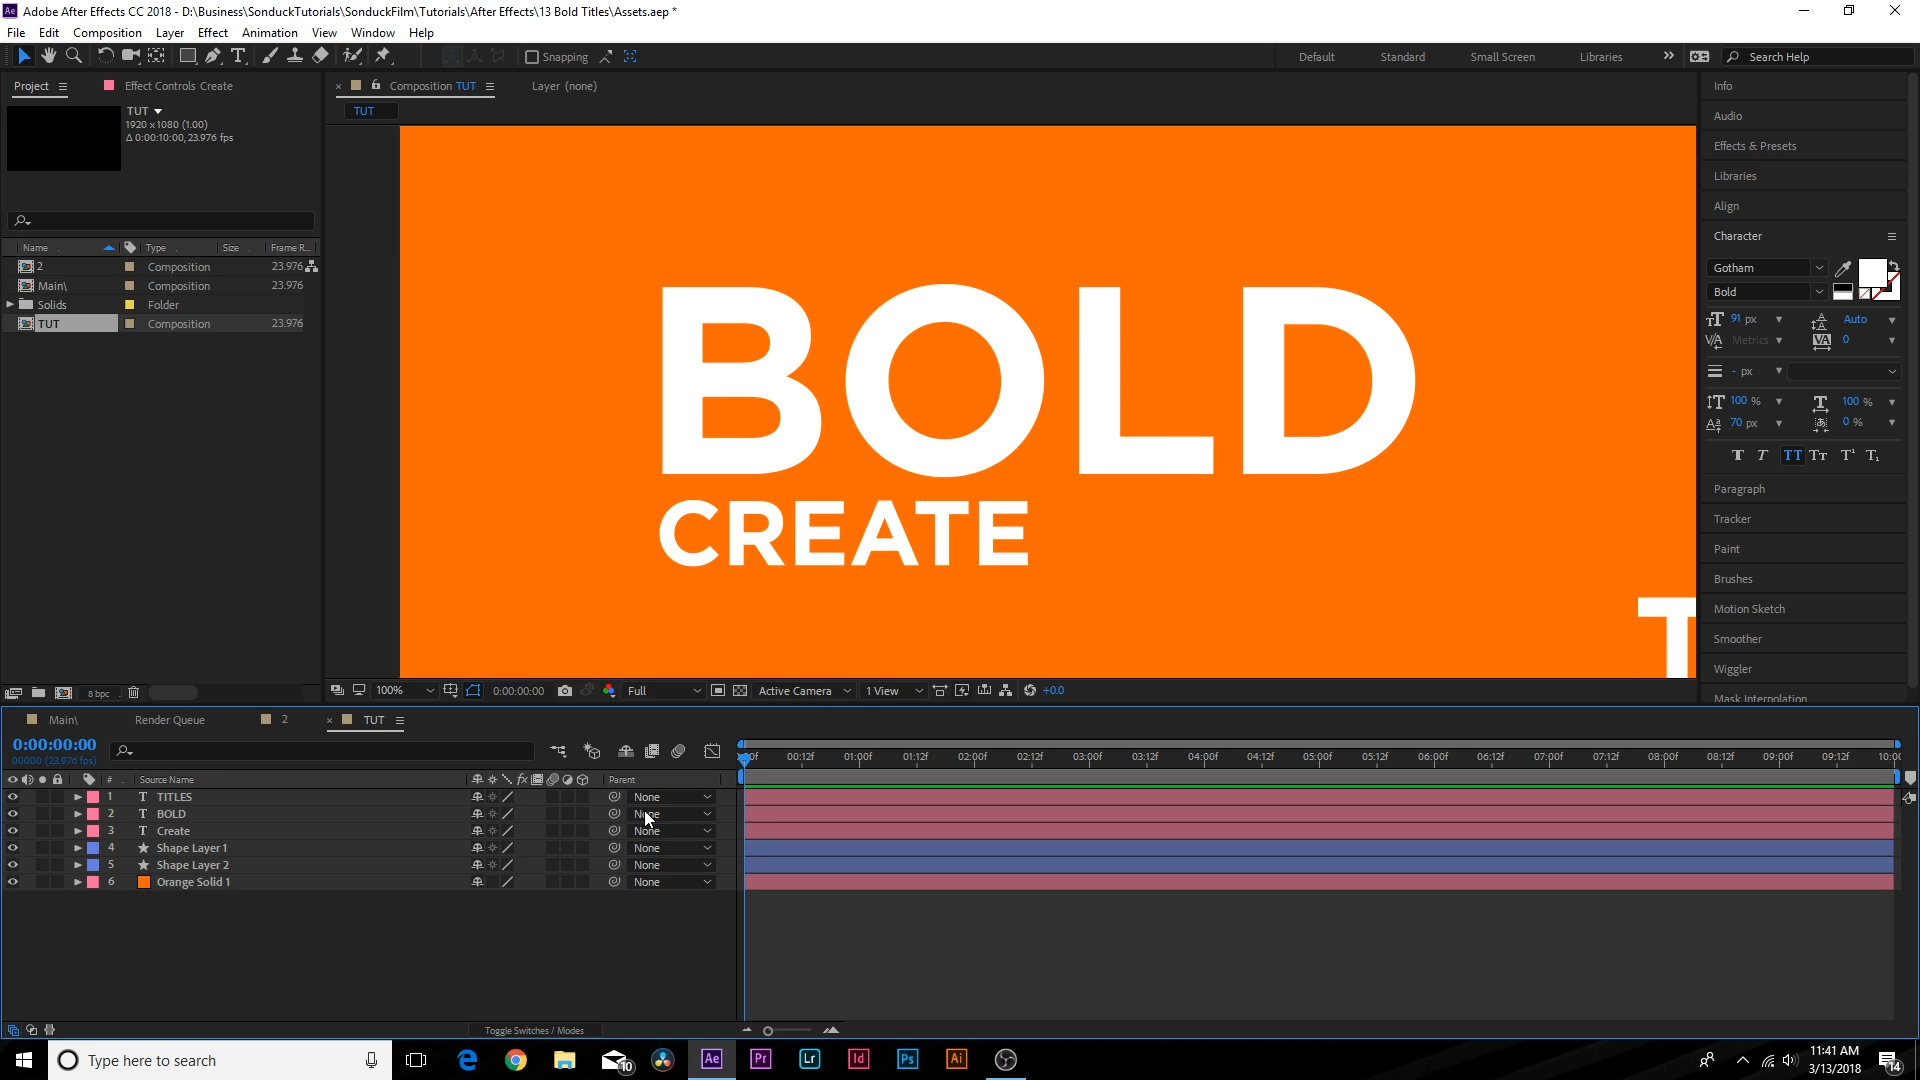 Adobe After Effects CC 2018 - D:\Business\SonduckTutorials\SonduckFilm\Tutorials\After Effects\13 Bold Titles\Assets.aep *
File Edit Composition Layer Effect Animation View Window Help
Snapping
Default Standard Small Screen Libraries Search Help
Project Effect Controls Create
Composition TUT Layer (none)
TUT
TUT
1920 x 1080 (1.00)
Δ 0:00:10:00, 23.976 fps
Name Type Size Frame R...
2 Composition 23.976
Main\ Composition 23.976
Solids Folder
TUT Composition 23.976
BOLD
CREATE
T
Info
Audio
Effects & Presets
Libraries
Align
Character
Gotham
Bold
91 px Auto
Metrics 0
- px
100 % 100 %
70 px 0 %
Paragraph
Tracker
Paint
Brushes
Motion Sketch
Smoother
Wiggler
Mask Interpolation
8 bpc
100% 0:00:00:00 Full Active Camera 1 View +0.0
Main\ Render Queue 2 TUT
0:00:00:00
00000 (23.976 fps)
:00f 00:12f 01:00f 01:12f 02:00f 02:12f 03:00f 03:12f 04:00f 04:12f 05:00f 05:12f 06:00f 06:12f 07:00f 07:12f 08:00f 08:12f 09:00f 09:12f 10:00
# Source Name Parent
1 T TITLES None
2 T BOLD None
3 T Create None
4 Shape Layer 1 None
5 Shape Layer 2 None
6 Orange Solid 1 None
Toggle Switches / Modes
Type here to search
10
Ae Pr Lr Id Ps Ai
11:41 AM
3/13/2018
14